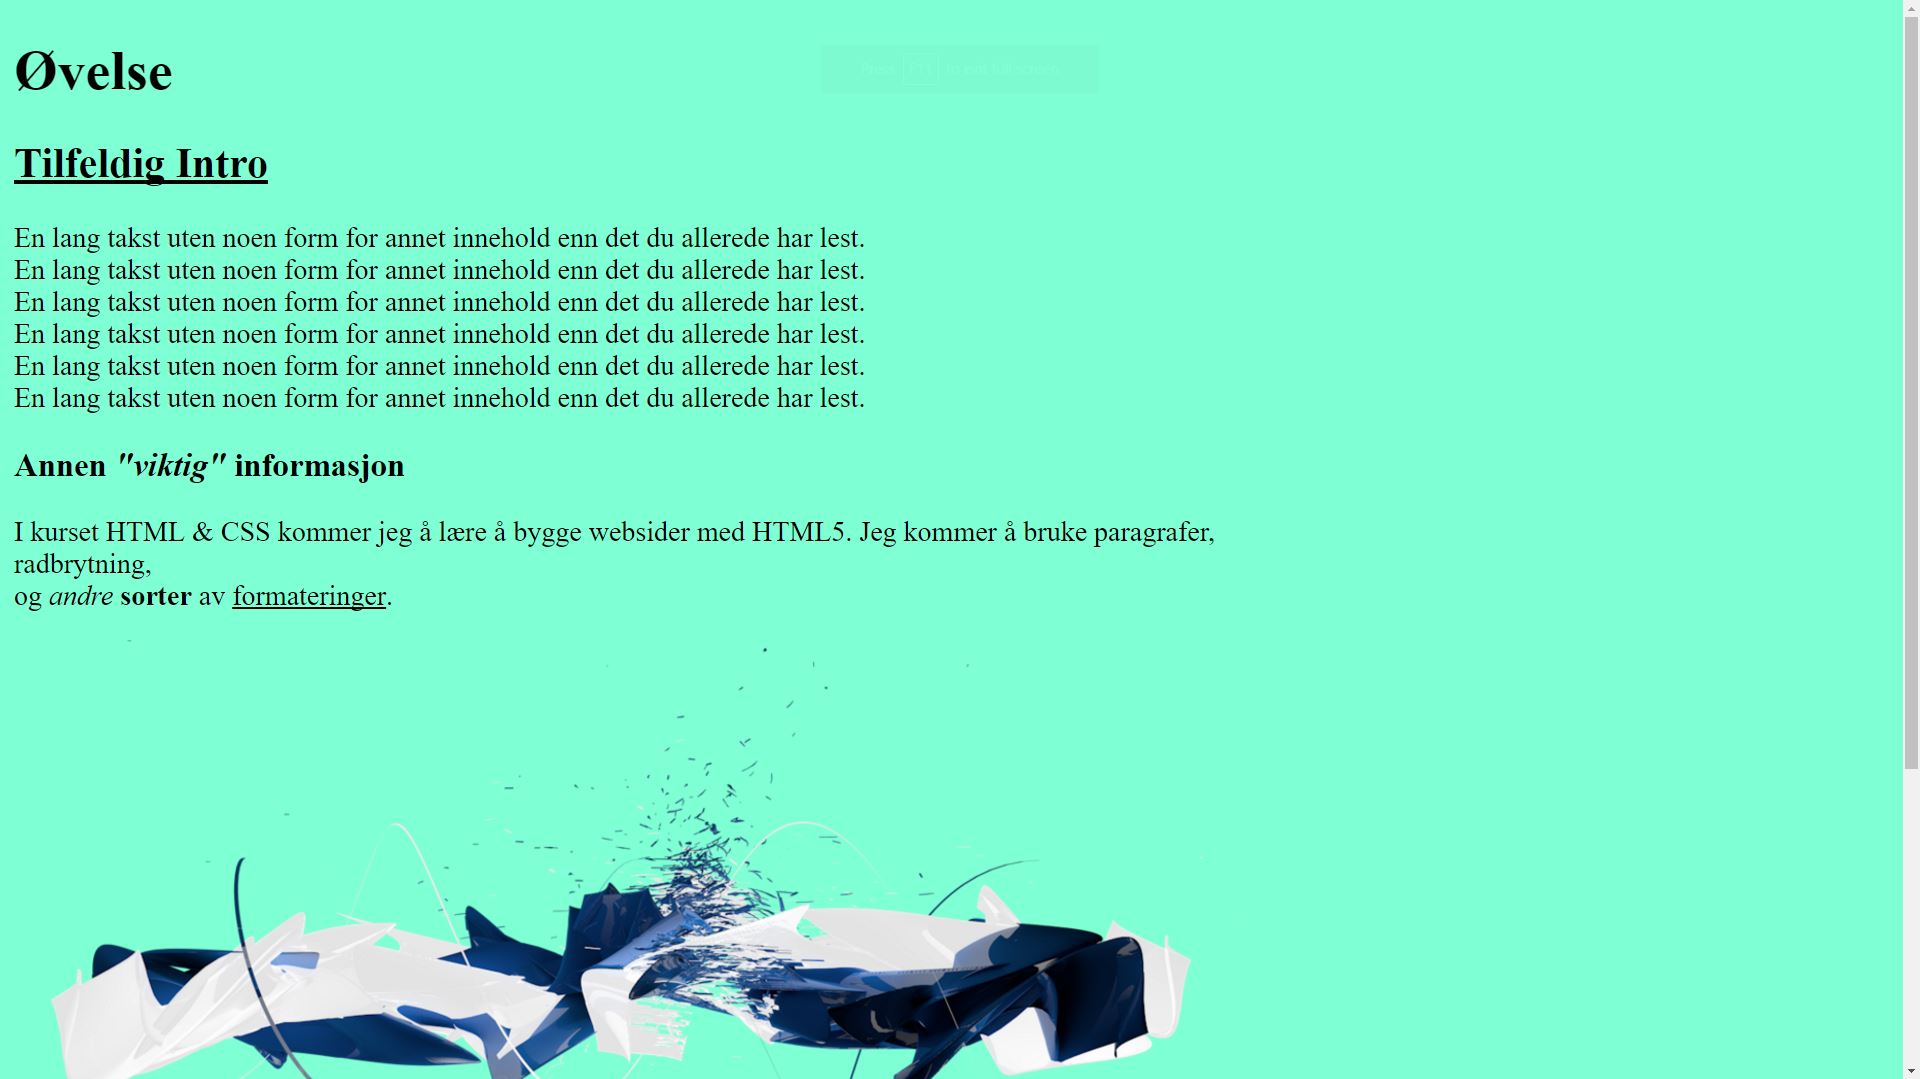 Press F11 to exit full screen
Øvelse
Tilfeldig Intro
En lang takst uten noen form for annet innehold enn det du allerede har lest.
En lang takst uten noen form for annet innehold enn det du allerede har lest.
En lang takst uten noen form for annet innehold enn det du allerede har lest.
En lang takst uten noen form for annet innehold enn det du allerede har lest.
En lang takst uten noen form for annet innehold enn det du allerede har lest.
En lang takst uten noen form for annet innehold enn det du allerede har lest.
Annen "viktig" informasjon
I kurset HTML & CSS kommer jeg å lære å bygge websider med HTML5. Jeg kommer å bruke paragrafer,
radbrytning,
og andre sorter av formateringer.